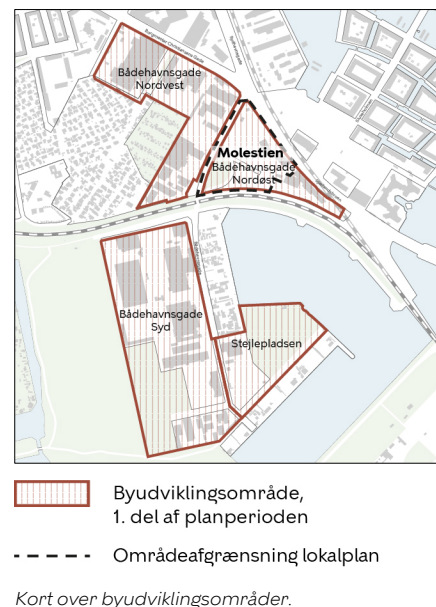 Bådehavnsgade
Nordvest
Molestien
Bådehavnsgade
Nordøst
Bådehavnsgade
Syd
Stejlepladsen
Byudviklingsområde,
1. del af planperioden
Områdeafgrænsning lokalplan
Kort over byudviklingsområder.